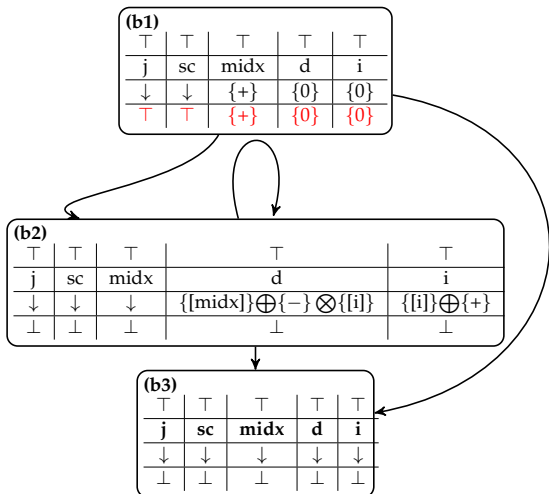 (b1)
⊤ ⊤ ⊤ ⊤ ⊤
j sc midx d i
↓ ↓ {+} {0} {0}
⊤ ⊤ {+} {0} {0}
(b2)
⊤ ⊤ ⊤ ⊤ ⊤
j sc midx d i
↓ ↓ ↓ {[midx]}⨁{−}⨂{[i]} {[i]}⨁{+}
⊥ ⊥ ⊥ ⊥ ⊥
(b3)
⊤ ⊤ ⊤ ⊤ ⊤
j sc midx d i
↓ ↓ ↓ ↓ ↓
⊥ ⊥ ⊥ ⊥ ⊥